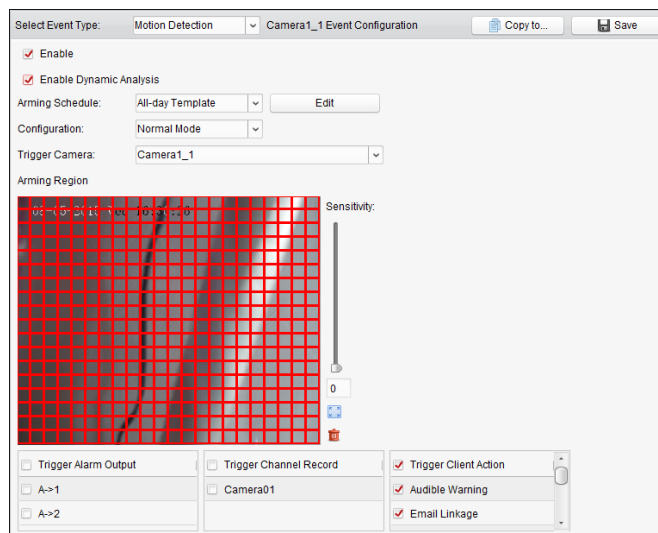 Select Event Type: Motion Detection Camera1_1 Event Configuration Copy to... Save
Enable
Enable Dynamic Analysis
Arming Schedule: All-day Template Edit
Configuration: Normal Mode
Trigger Camera: Camera1_1
Arming Region
Sensitivity:
0
Trigger Alarm Output Trigger Channel Record Trigger Client Action
A->1 Camera01 Audible Warning
A->2 Email Linkage